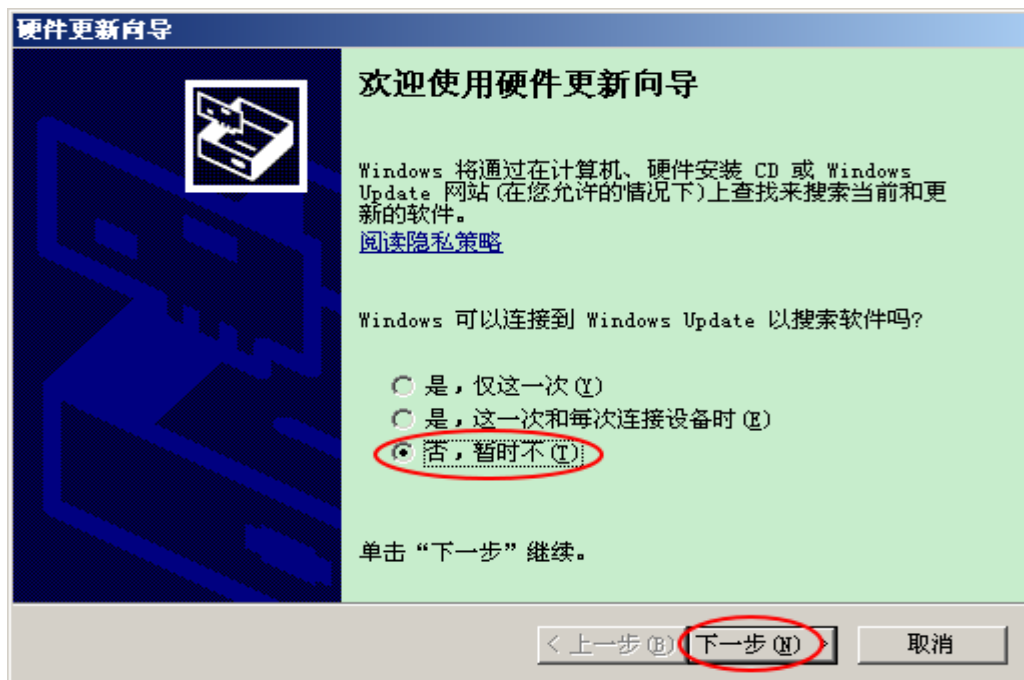 硬件更新向导
欢迎使用硬件更新向导
Windows 将通过在计算机、硬件安装 CD 或 Windows
Update 网站(在您允许的情况下)上查找来搜索当前和更
新的软件。
阅读隐私策略
Windows 可以连接到 Windows Update 以搜索软件吗?
是，仅这一次(Y)
是，这一次和每次连接设备时(E)
否，暂时不(T)
单击“下一步”继续。
< 上一步(B) 下一步(N) > 取消